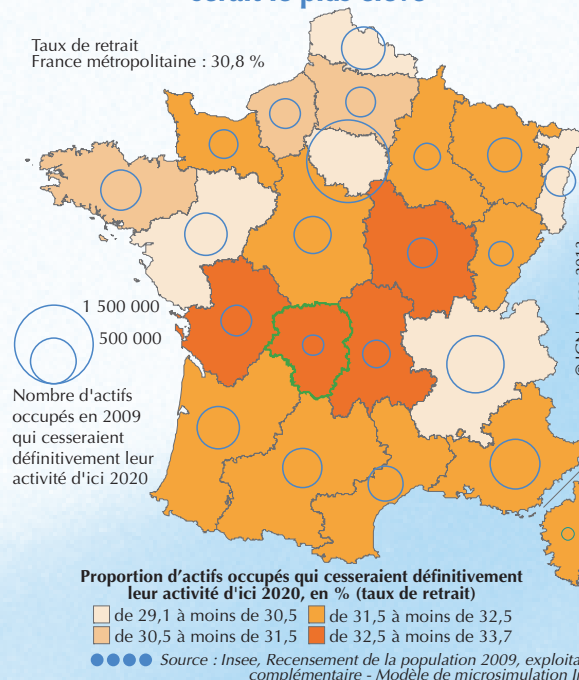 Taux de retrait
France métropolitaine : 30,8 %
1 500 000
500 000
Nombre d'actifs
occupés en 2009
qui cesseraient
définitivement leur
activité d'ici 2020
Proportion d'actifs occupés qui cesseraient définitivement
leur activité d'ici 2020, en % (taux de retrait)
de 29,1 à moins de 30,5
de 31,5 à moins de 32,5
de 30,5 à moins de 31,5
de 32,5 à moins de 33,7
Source : Insee, Recensement de la population 2009, exploita
complémentaire - Modèle de microsimulation